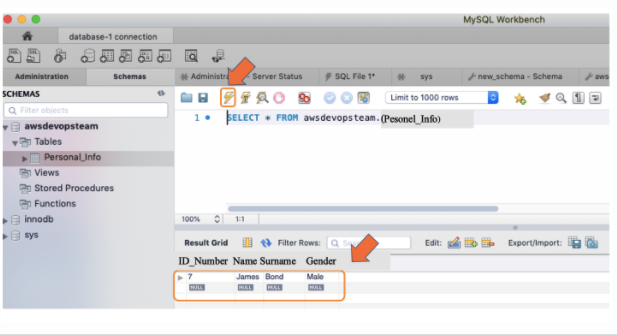 MySQL Workbench
database-1 connection
Administration Schemas Server Status SQL File 1* sys new_schema - Schema aws
SCHEMAS
Filter objects
Limit to 1000 rows
awsdevopsteam
Tables
Personal_Info
Views
Stored Procedures
Functions
innodb
sys
1 SELECT * FROM awsdevopsteam.(Pesonel_Info)
100% 1:1
Result Grid Filter Rows: Edit: Export/Import:
ID_Number Name Surname Gender
7 James Bond Male
NULL NULL NULL NULL